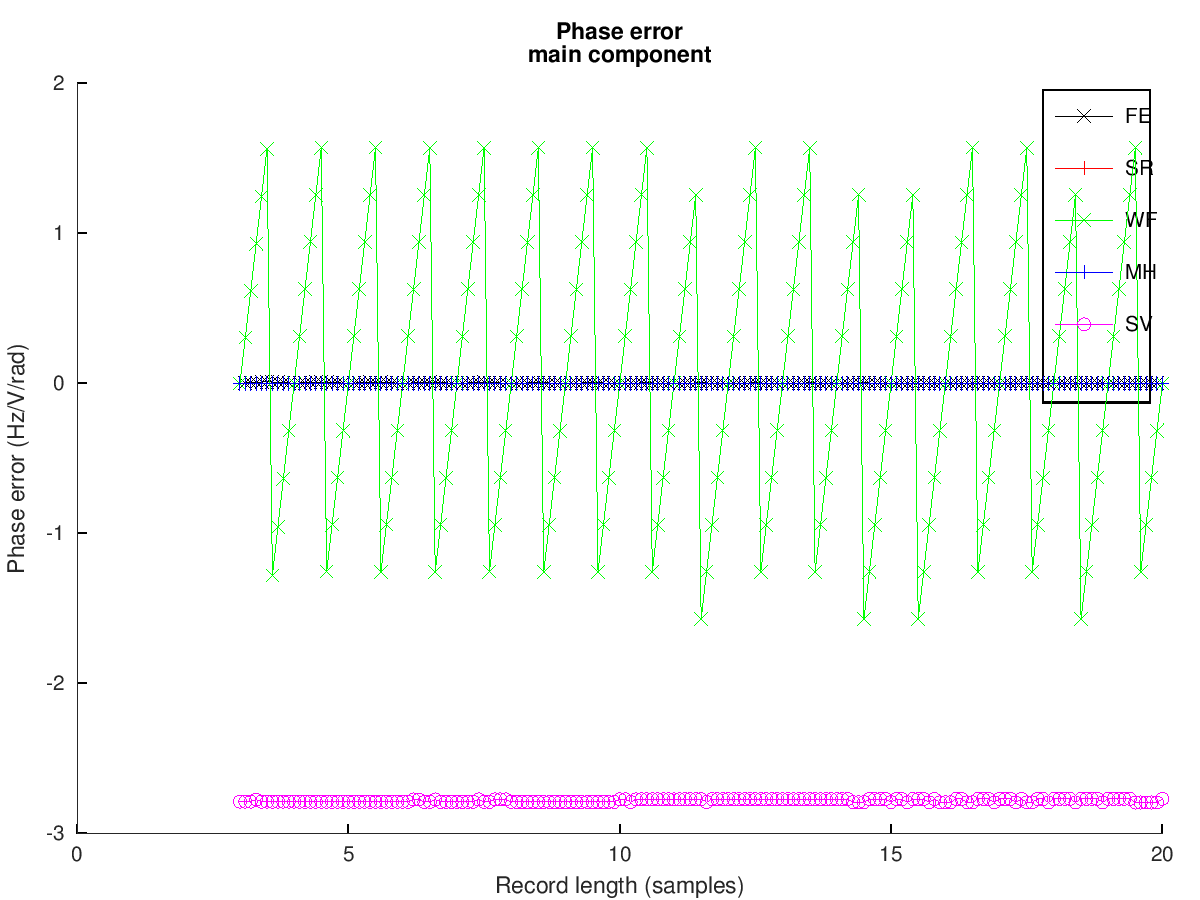 Phase error
main component
2
1
0
-1
-2
-3
Phase error (Hz/V/rad)
FE
SR
WF
MH
SV
0
5
10
15
20
Record length (samples)